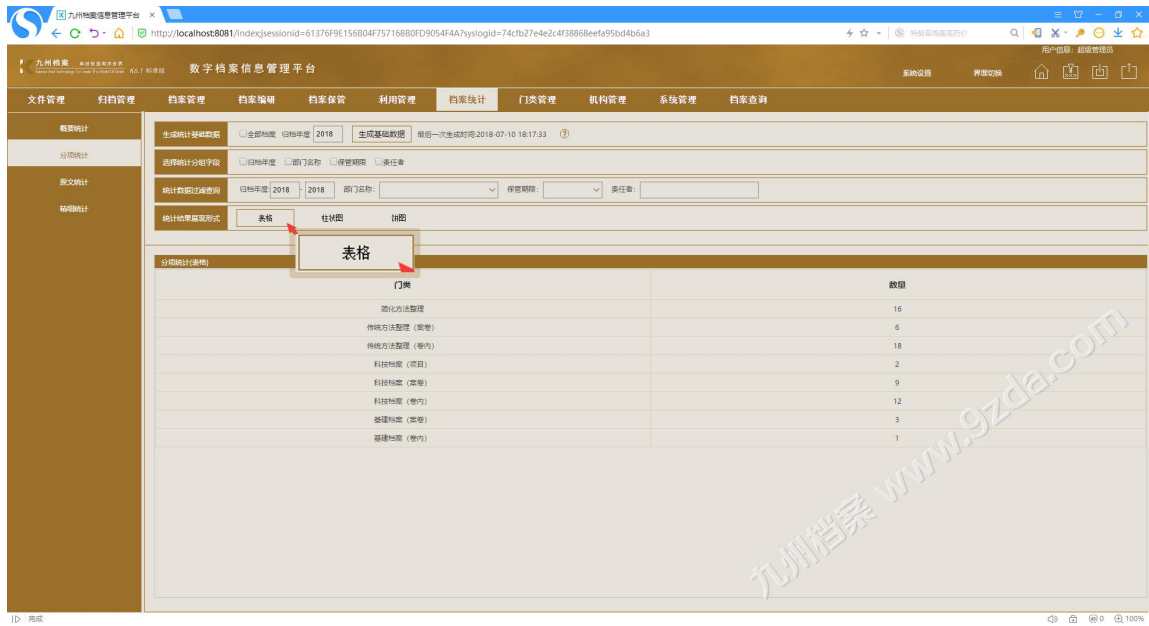 九州档案信息管理平台 ×
http://localhost:8081/index;jsessionid=61376F9E156B04F75716B80FD9054F4A?syslogid=74cfb27e4e2c4f38868eefa95bd4b6a3
用户信息: 超级管理员
九州档案 K6.1 标准版 数字档案信息管理平台 系统设置 界面切换
文件管理 归档管理 档案管理 档案编研 档案保管 利用管理 档案统计 门类管理 机构管理 系统管理 档案查询
概要统计
分项统计
原文统计
稿明统计
生成统计基础数据 全部档案 归档年度 2018 生成基础数据 最后一次生成时间:2018-07-10 18:17:33 ?
选择统计分组字段 归档年度 部门名称 保管期限 责任者
统计数据过滤查询 归档年度: 2018 - 2018 部门名称: 保管期限: 责任者:
统计结果展现形式 表格 柱状图 饼图
表格
分项统计(表格)
门类 数量
简化方法整理 16
传统方法整理（案卷） 6
传统方法整理（卷内） 18
科技档案（项目） 2
科技档案（案卷） 9
科技档案（卷内） 12
基建档案（案卷） 3
基建档案（卷内） 1
九州档案 www.9zda.com
完成 0 100%